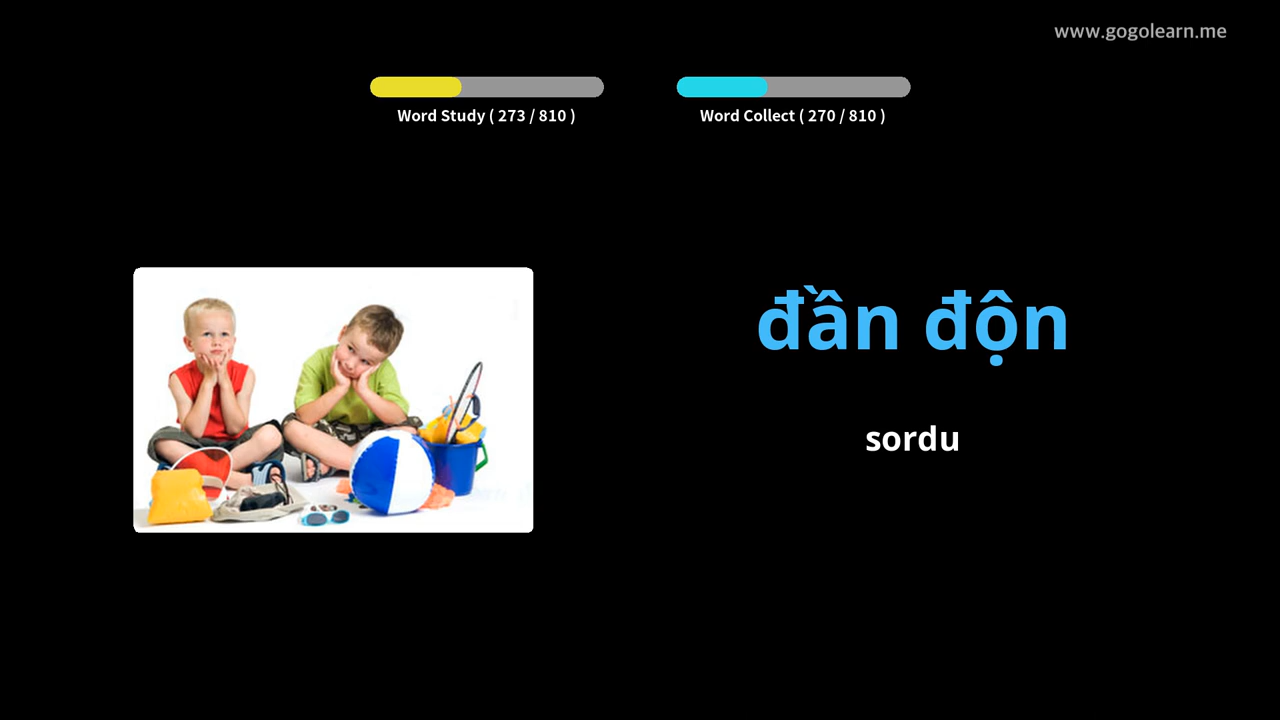 www.gogolearn.me
Word Study ( 273 / 810 )
Word Collect ( 270 / 810 )
đần độn
sordu